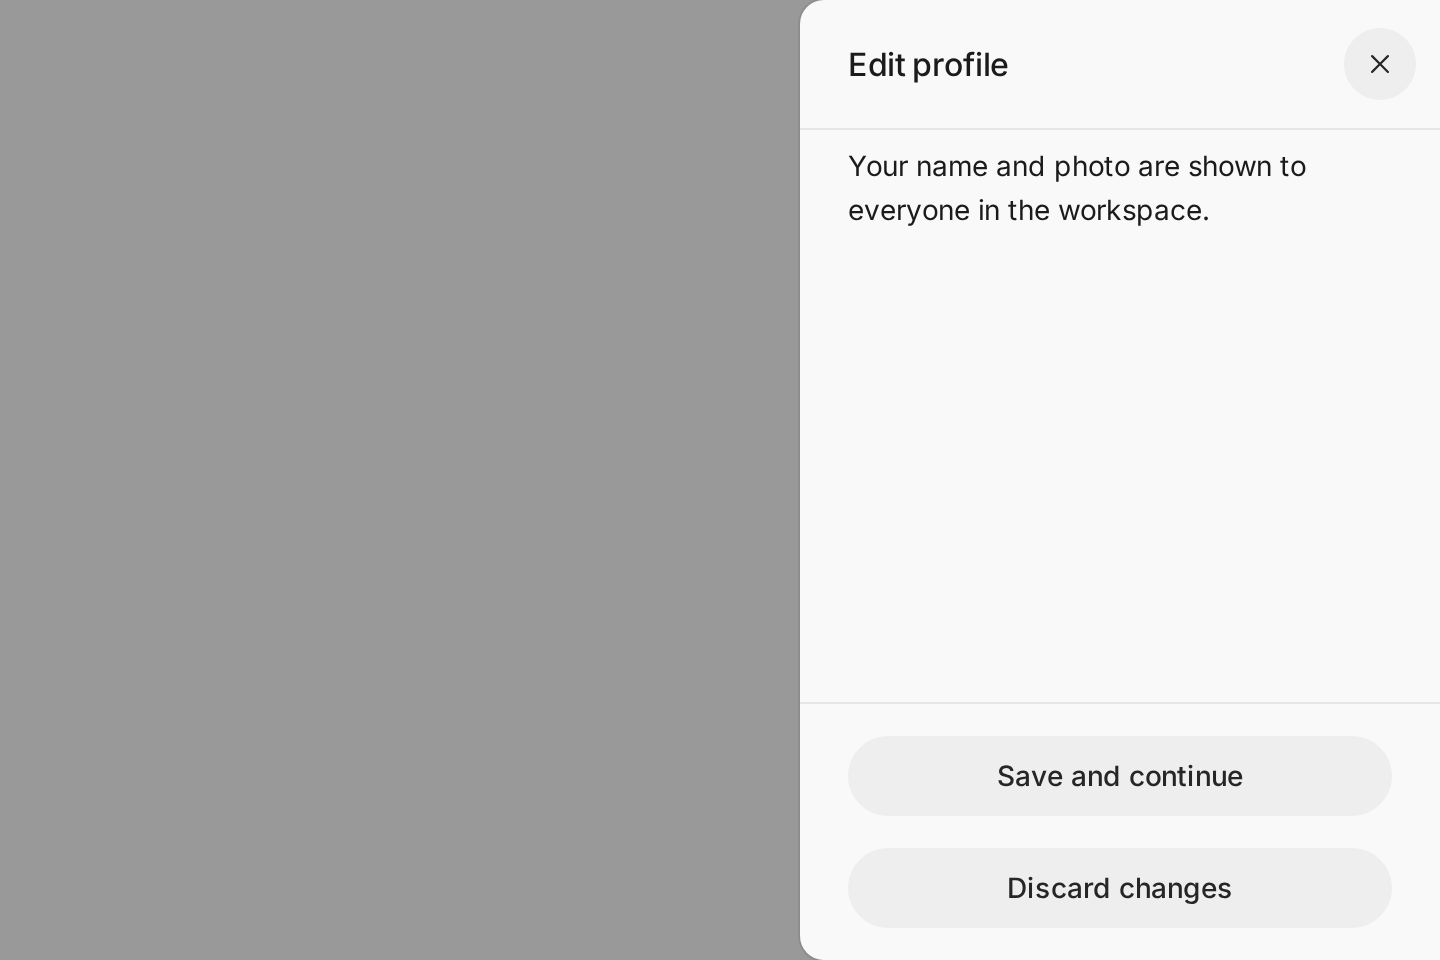 Edit profile
Your name and photo are shown to
everyone in the workspace.
Save and continue
Discard changes